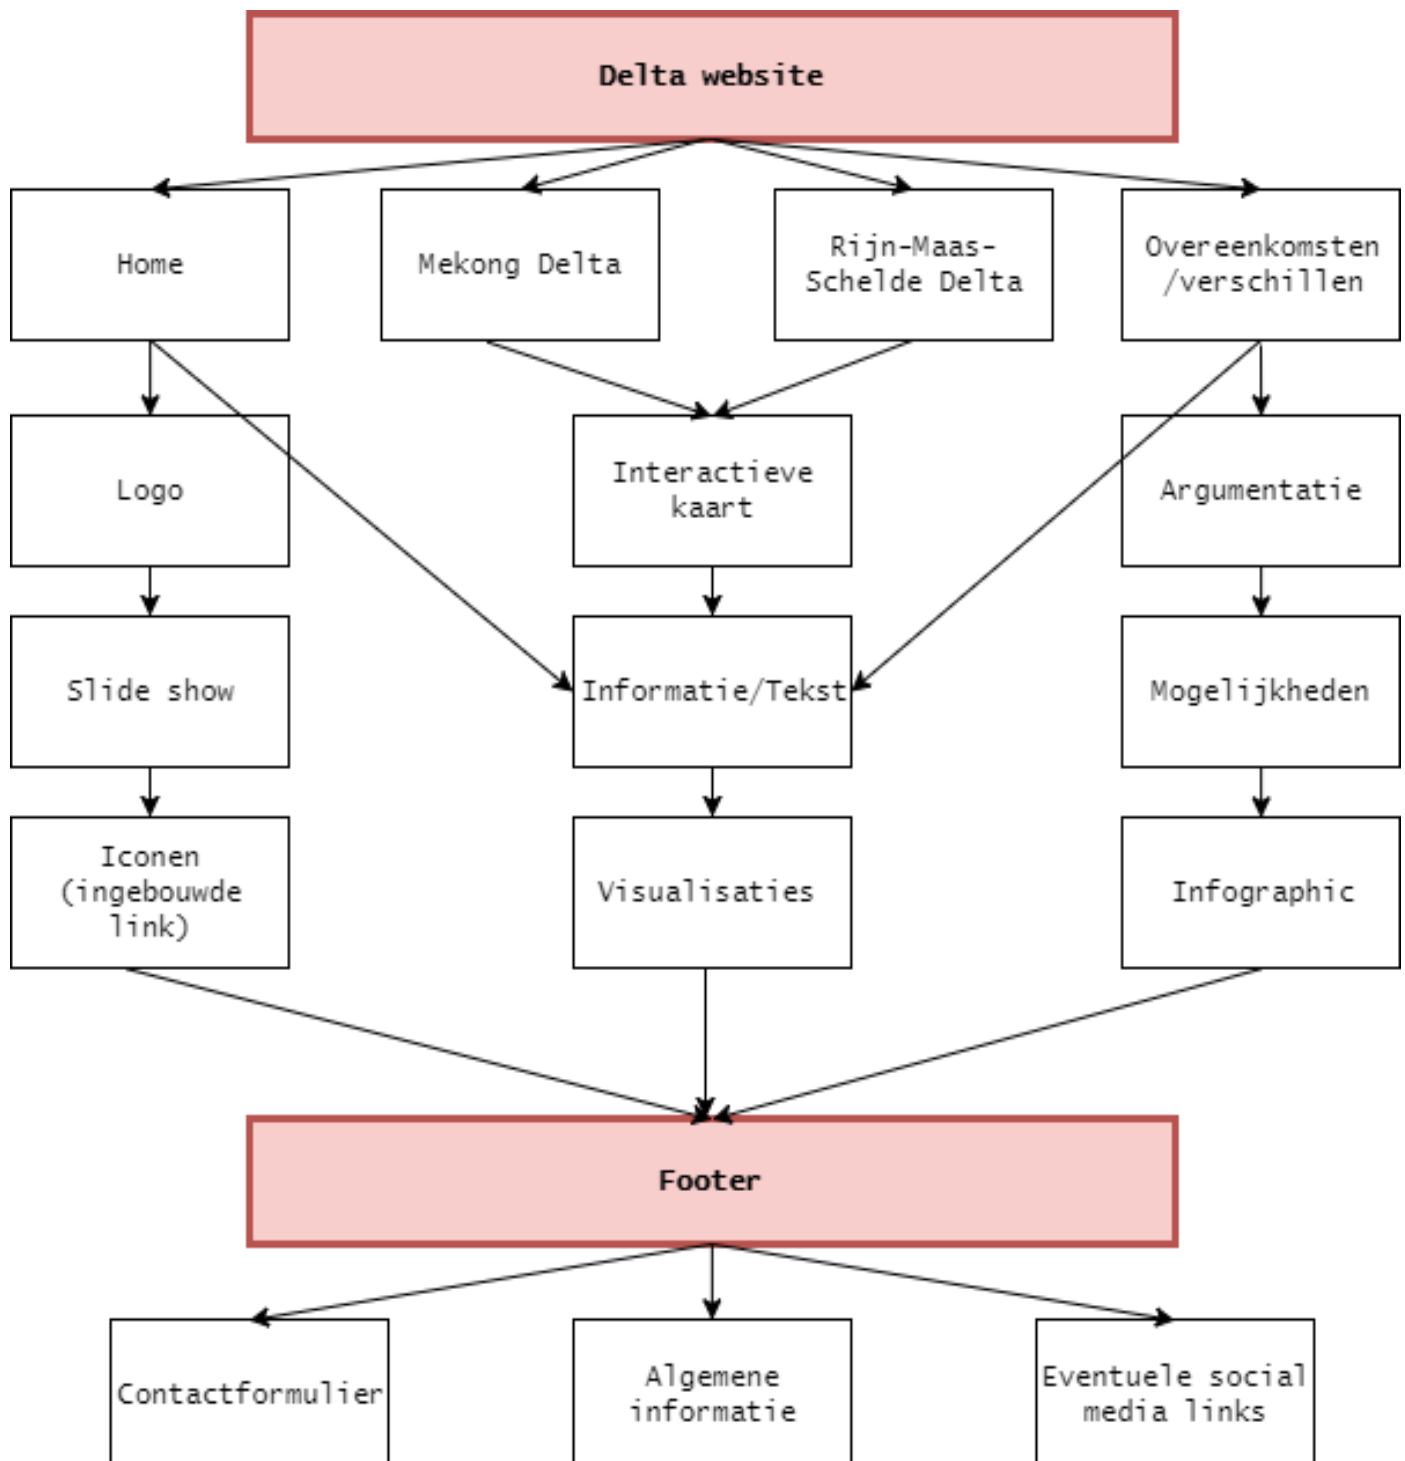 Delta website
Home
Mekong Delta
Rijn-Maas-
Schelde Delta
Overeenkomsten
/verschillen
Logo
Interactieve
kaart
Argumentatie
Slide show
Informatie/Tekst
Mogelijkheden
Iconen
(ingebouwde
link)
Visualisaties
Infographic
Footer
Contactformulier
Algemene
informatie
Eventuele social
media links